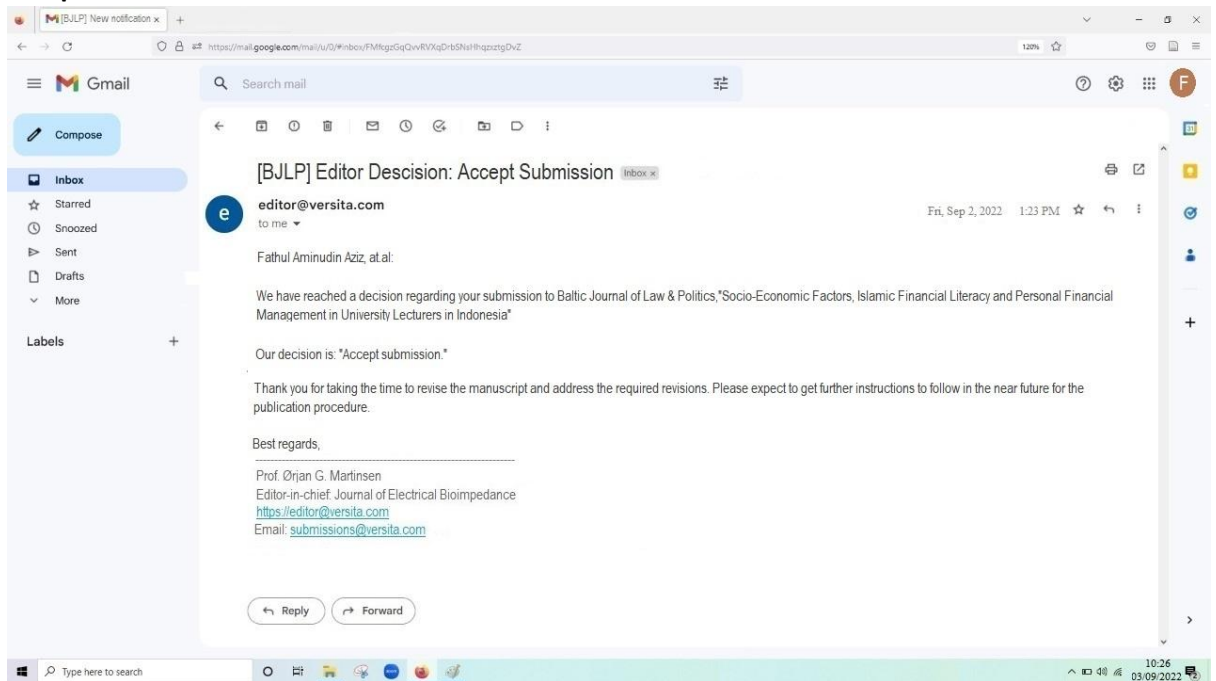 [BJLP] New notification ×
https://mail.google.com/mail/u/0/#inbox/
120%
Gmail
Search mail
F
Compose
Inbox
Starred
Snoozed
Sent
Drafts
More
Labels
[BJLP] Editor Descision: Accept Submission Inbox ×
e
editor@versita.com
to me
Fri, Sep 2, 2022 1:23 PM
Fathul Aminudin Aziz, at.al:
We have reached a decision regarding your submission to Baltic Journal of Law & Politics,"Socio-Economic Factors, Islamic Financial Literacy and Personal Financial
Management in University Lecturers in Indonesia"
Our decision is: "Accept submission."
Thank you for taking the time to revise the manuscript and address the required revisions. Please expect to get further instructions to follow in the near future for the
publication procedure.
Best regards,
Prof. Ørjan G. Martinsen
Editor-in-chief: Journal of Electrical Bioimpedance
https://editor@versita.com
Email: submissions@versita.com
Reply
Forward
31
Type here to search
10:26
03/09/2022